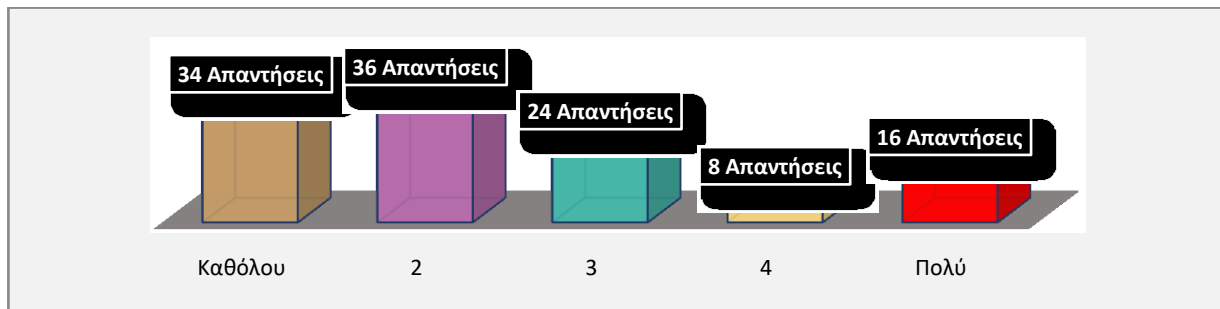 34 Απαντήσεις
36 Απαντήσεις
24 Απαντήσεις
8 Απαντήσεις
16 Απαντήσεις
Καθόλου 2 3 4 Πολύ